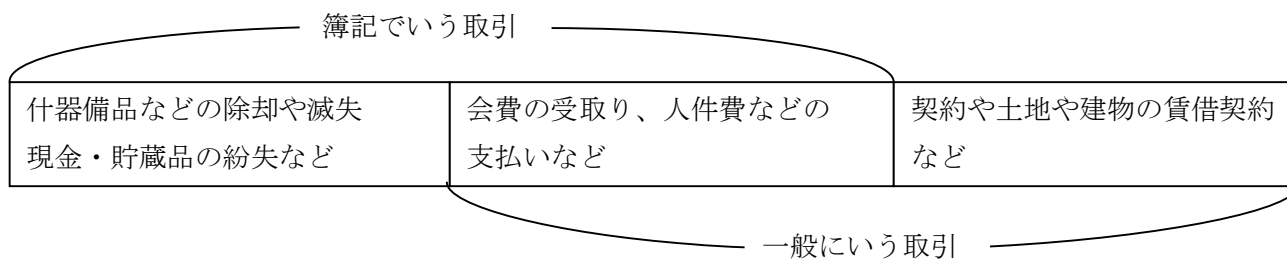 簿記でいう取引
什器備品などの除却や滅失
現金・貯蔵品の紛失など
会費の受取り、人件費などの
支払いなど
契約や土地や建物の賃借契約
など
一般にいう取引